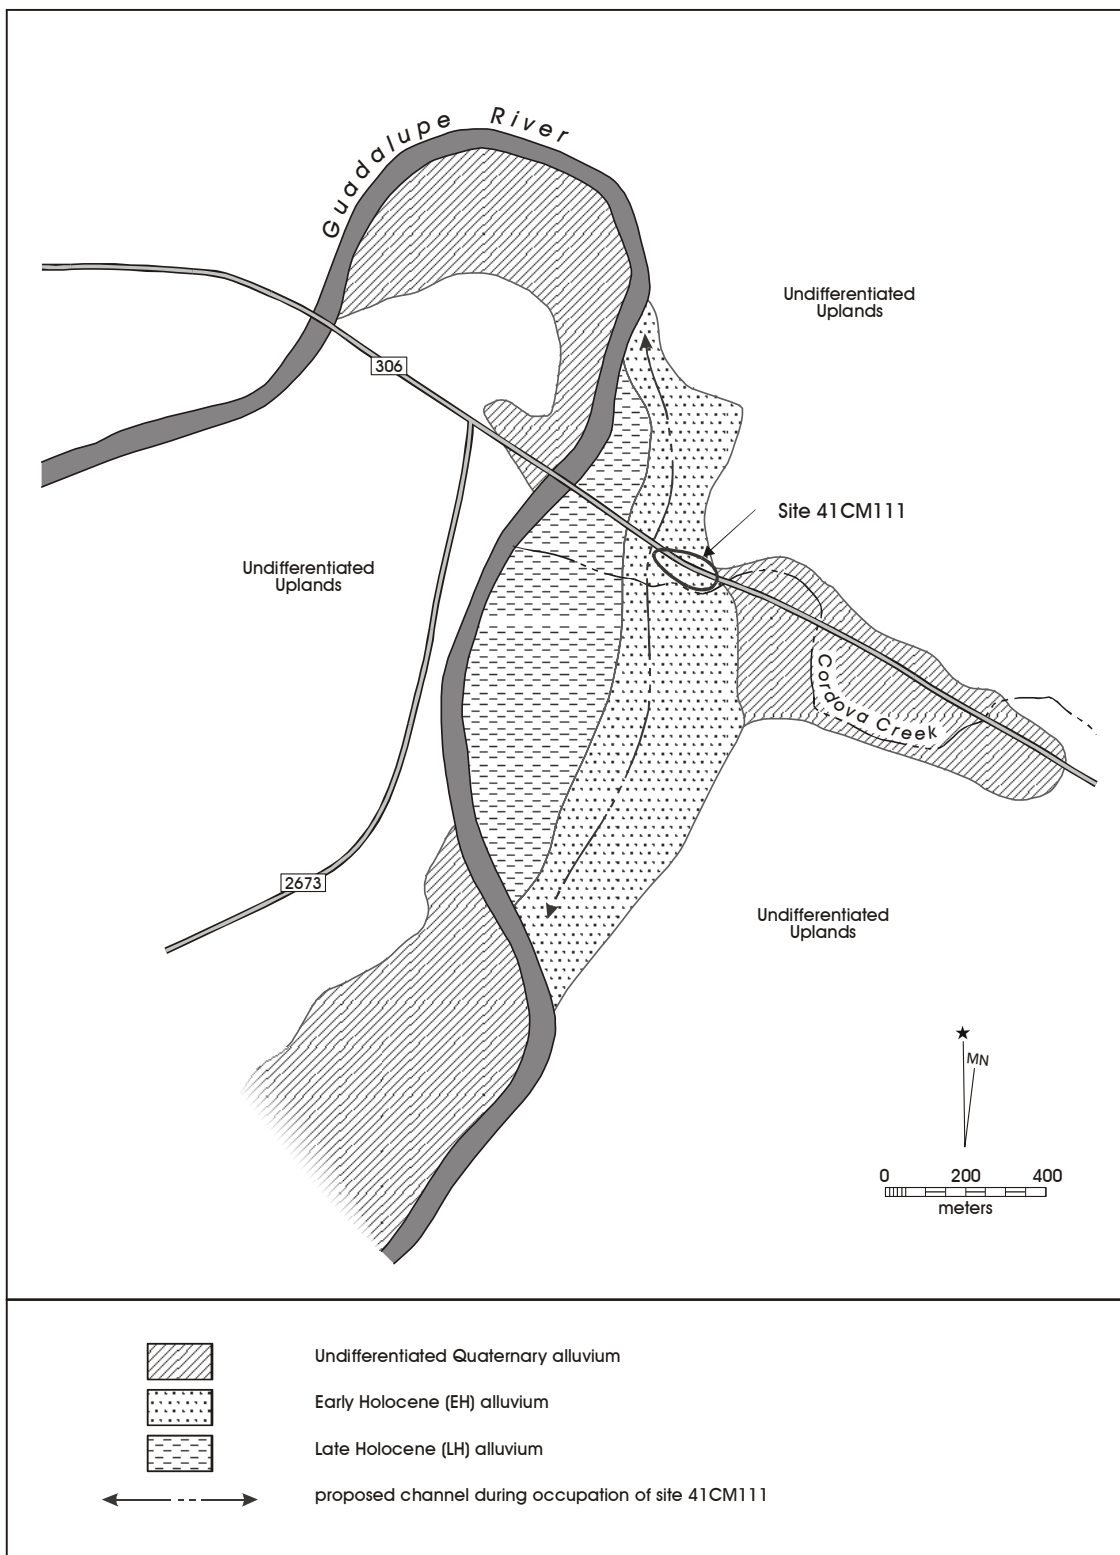 Guadalupe River
Undifferentiated
Uplands
306
Site 41CM111
Undifferentiated
Uplands
Cordova Creek
2673
Undifferentiated
Uplands
MN
0 200 400
meters
Undifferentiated Quaternary alluvium
Early Holocene (EH) alluvium
Late Holocene (LH) alluvium
proposed channel during occupation of site 41CM111